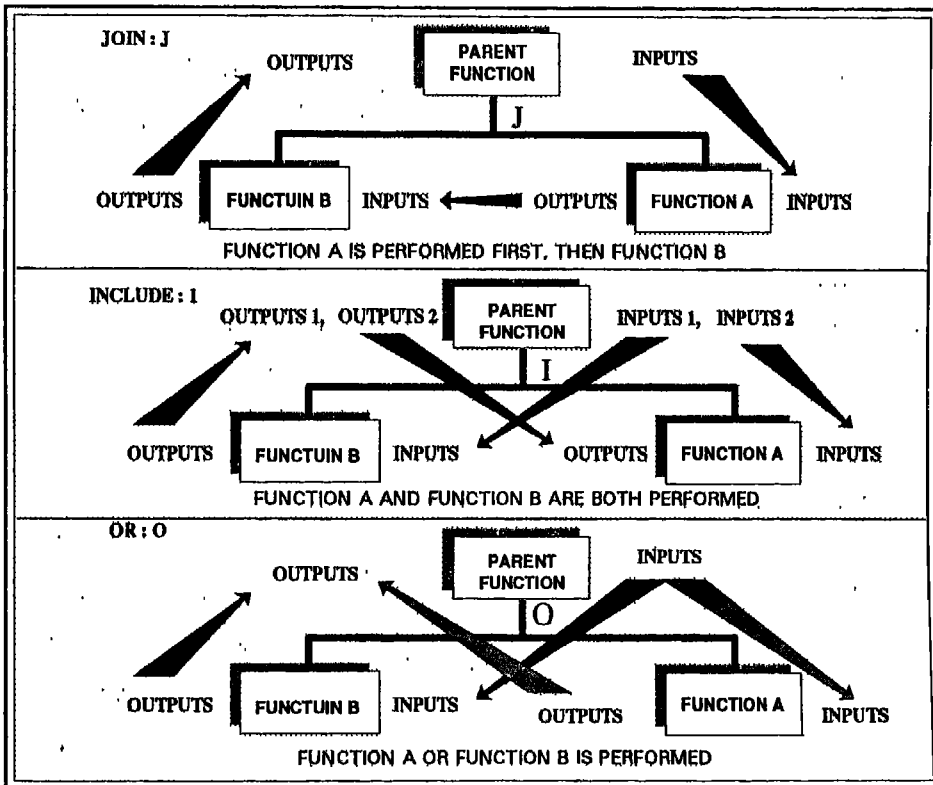 JOIN : J
OUTPUTS
PARENT
FUNCTION
INPUTS
J
OUTPUTS
FUNCTUIN B
INPUTS
OUTPUTS
FUNCTION A
INPUTS
FUNCTION A IS PERFORMED FIRST, THEN FUNCTION B
INCLUDE : I
OUTPUTS 1, OUTPUTS 2
PARENT
FUNCTION
INPUTS 1, INPUTS 2
I
OUTPUTS
FUNCTUIN B
INPUTS
OUTPUTS
FUNCTION A
INPUTS
FUNCTION A AND FUNCTION B ARE BOTH PERFORMED
OR : O
OUTPUTS
PARENT
FUNCTION
INPUTS
O
OUTPUTS
FUNCTUIN B
INPUTS
OUTPUTS
FUNCTION A
INPUTS
FUNCTION A OR FUNCTION B IS PERFORMED